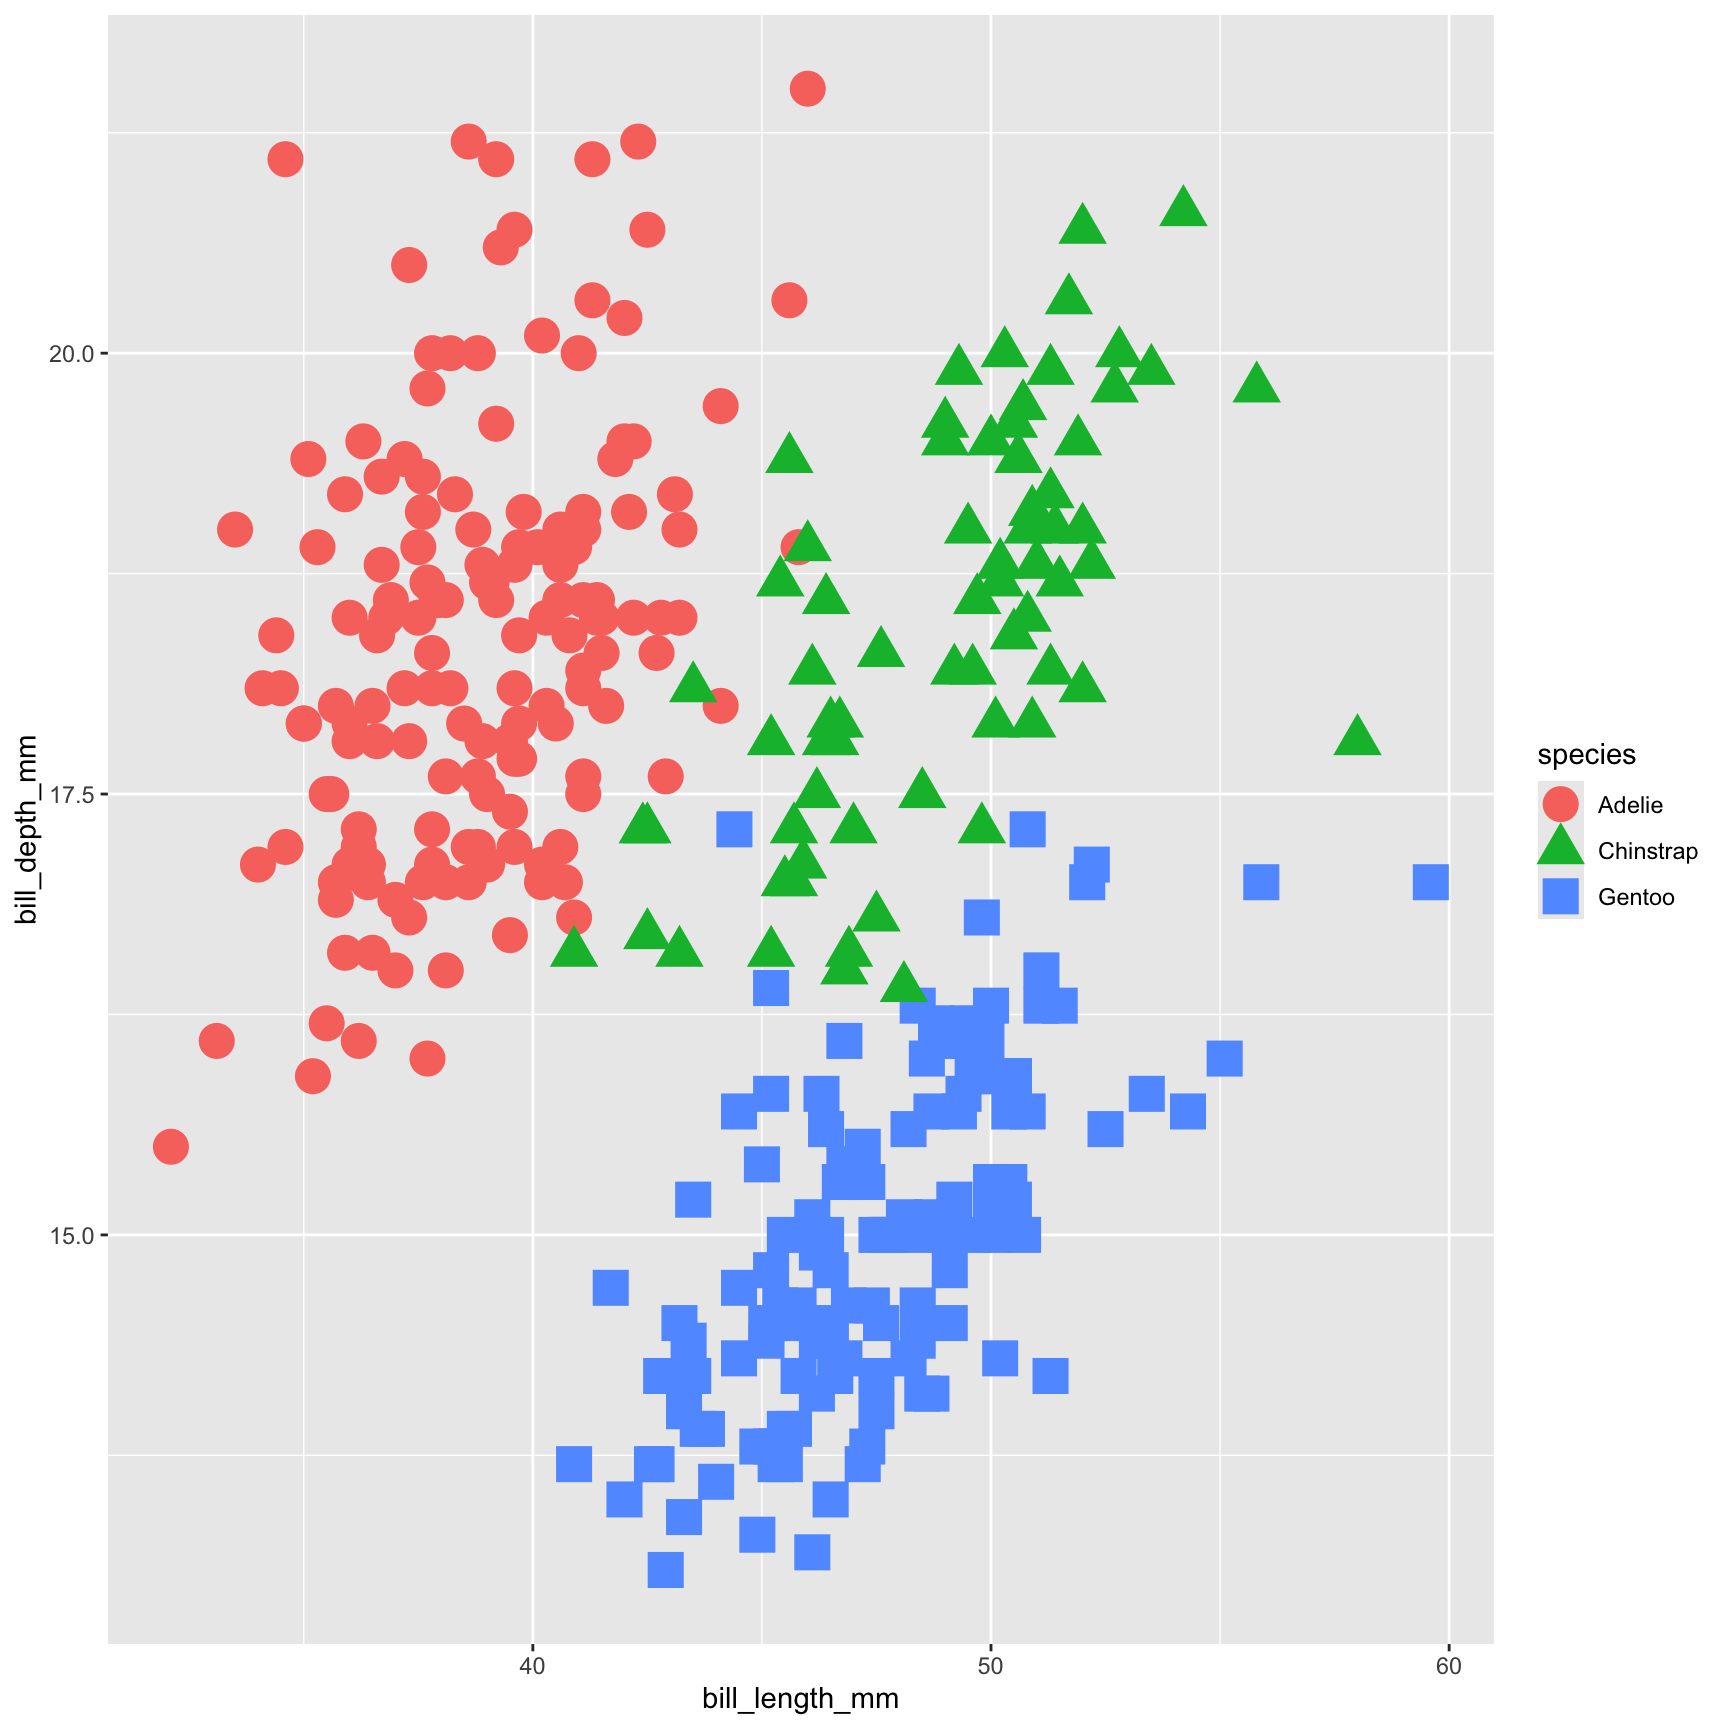 bill_depth_mm
20.0
17.5
15.0
40
50
60
bill_length_mm
species
Adelie
Chinstrap
Gentoo